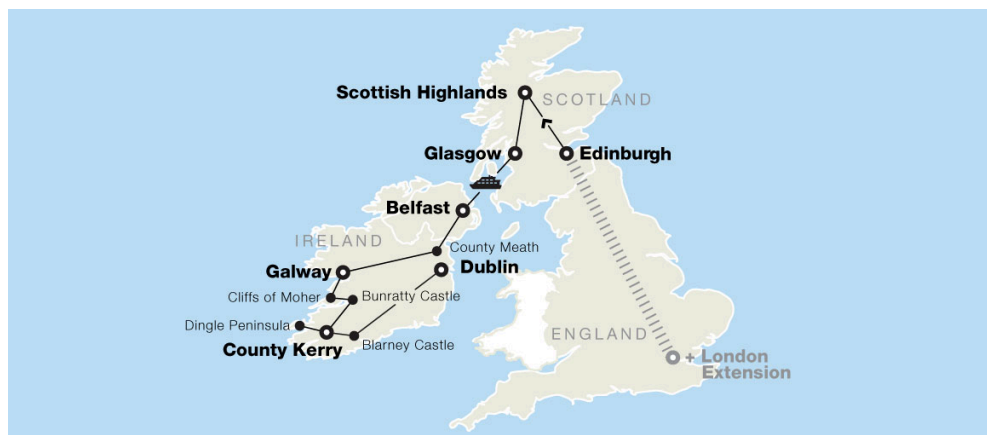 Scottish Highlands
SCOTLAND
Glasgow
Edinburgh
Belfast
IRELAND
County Meath
Galway
Dublin
Cliffs of Moher
Bunratty Castle
Dingle Peninsula
County Kerry
Blarney Castle
ENGLAND
+ London
Extension